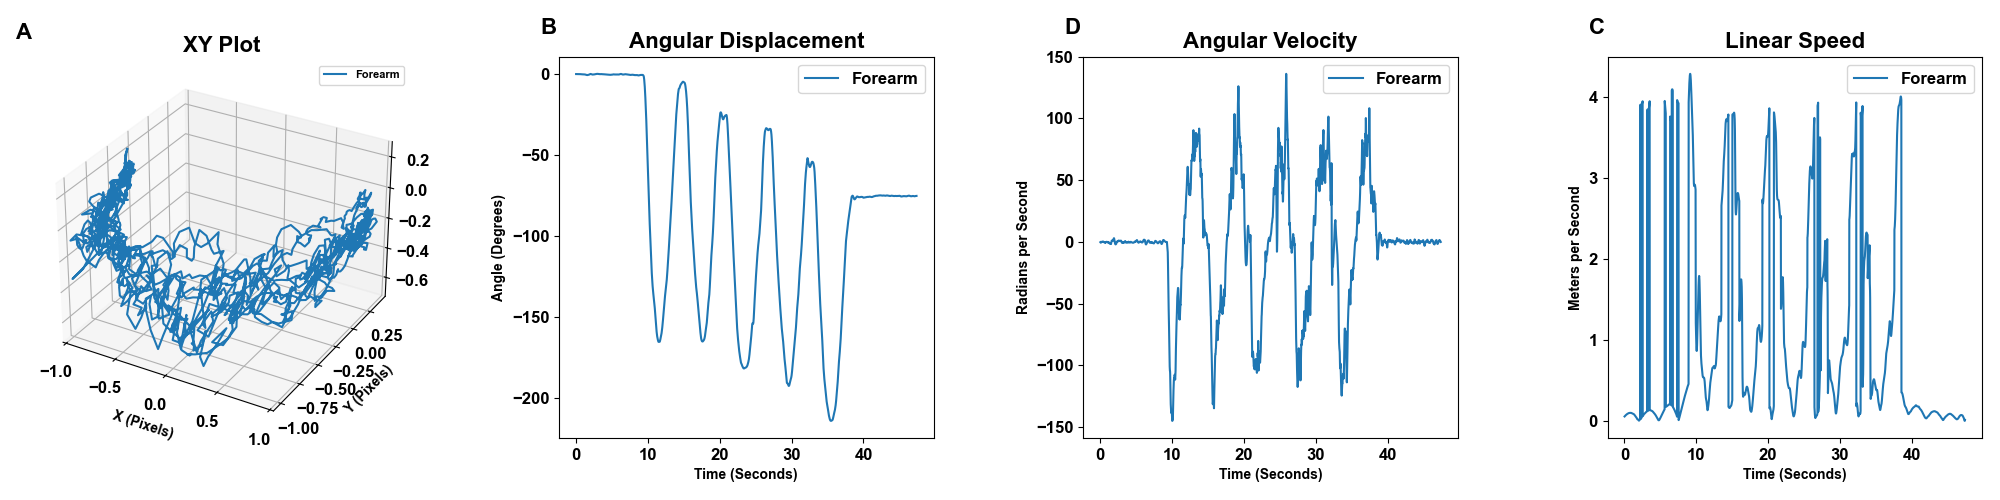 A
XY Plot
Forearm
0.2
0.0
−0.2
−0.4
−0.6
0.25
0.00
−0.25
−0.50
−0.75
−1.00
Y (Pixels)
−1.0
−0.5
0.0
0.5
1.0
X (Pixels)
B
Angular Displacement
Forearm
0
−50
−100
−150
−200
Angle (Degrees)
0 10 20 30 40
Time (Seconds)
D
Angular Velocity
Forearm
150
100
50
0
−50
−100
−150
Radians per Second
0 10 20 30 40
Time (Seconds)
C
Linear Speed
Forearm
4
3
2
1
0
Meters per Second
0 10 20 30 40
Time (Seconds)